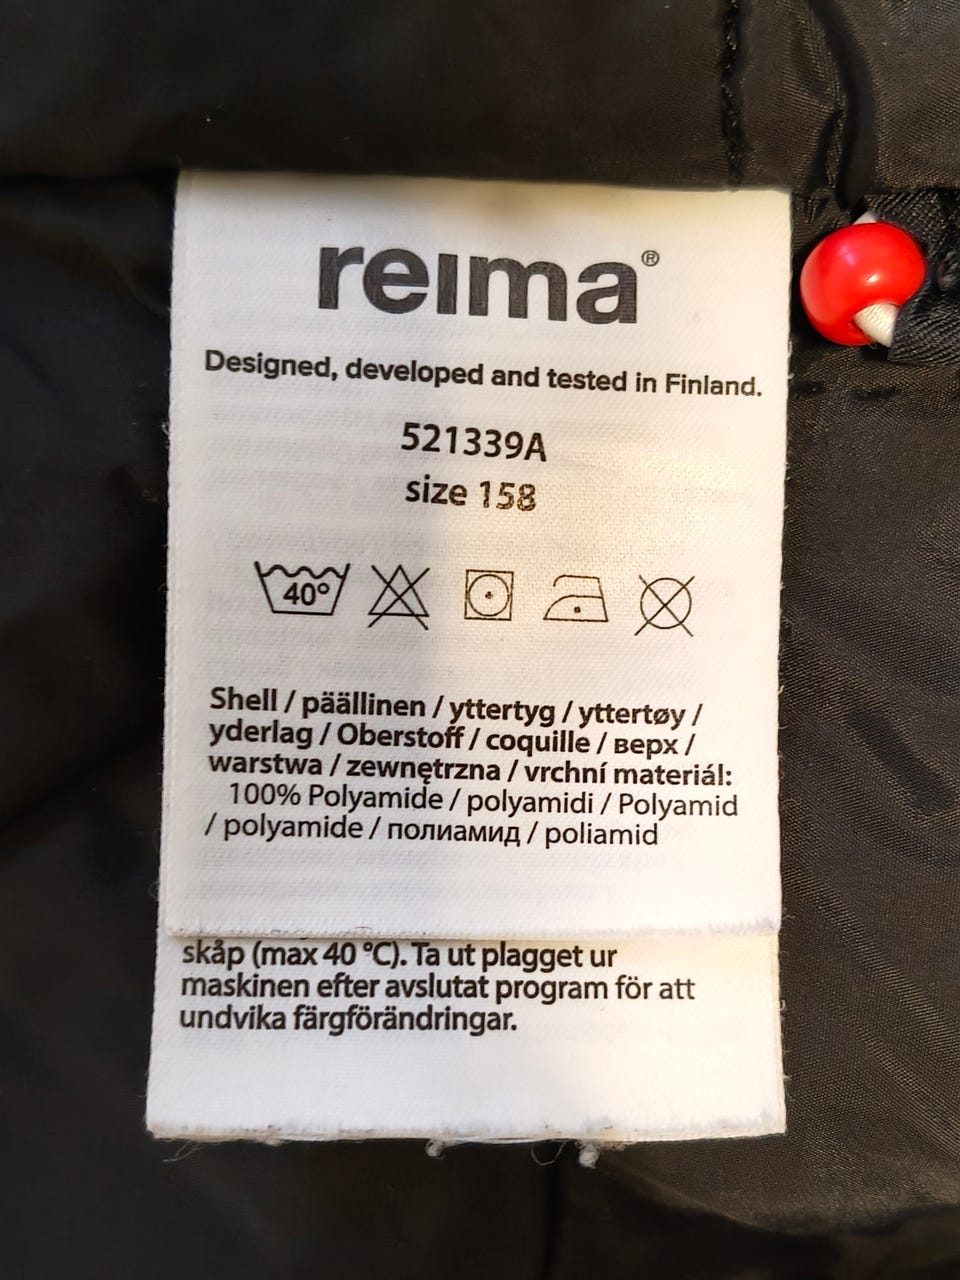 reima®
Designed, developed and tested in Finland.
521339A
size 158
40°
Shell / päällinen / yttertyg / yttertøy /
yderlag / Oberstoff / coquille / верх /
warstwa / zewnętrzna / vrchní materiál:
100% Polyamide / polyamidi / Polyamid
/ polyamide / полиамид / poliamid
skåp (max 40 °C). Ta ut plagget ur
maskinen efter avslutat program för att
undvika färgförändringar.